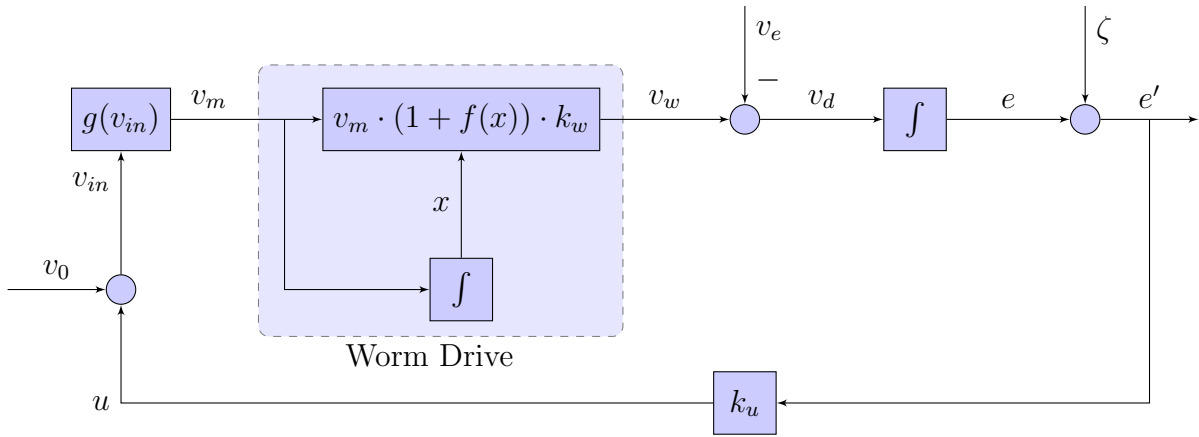 v_e
ζ
−
g(v_{in})
v_m
v_m · (1 + f(x)) · k_w
v_w
v_d
∫
e
e′
v_{in}
x
v_0
∫
Worm Drive
u
k_u